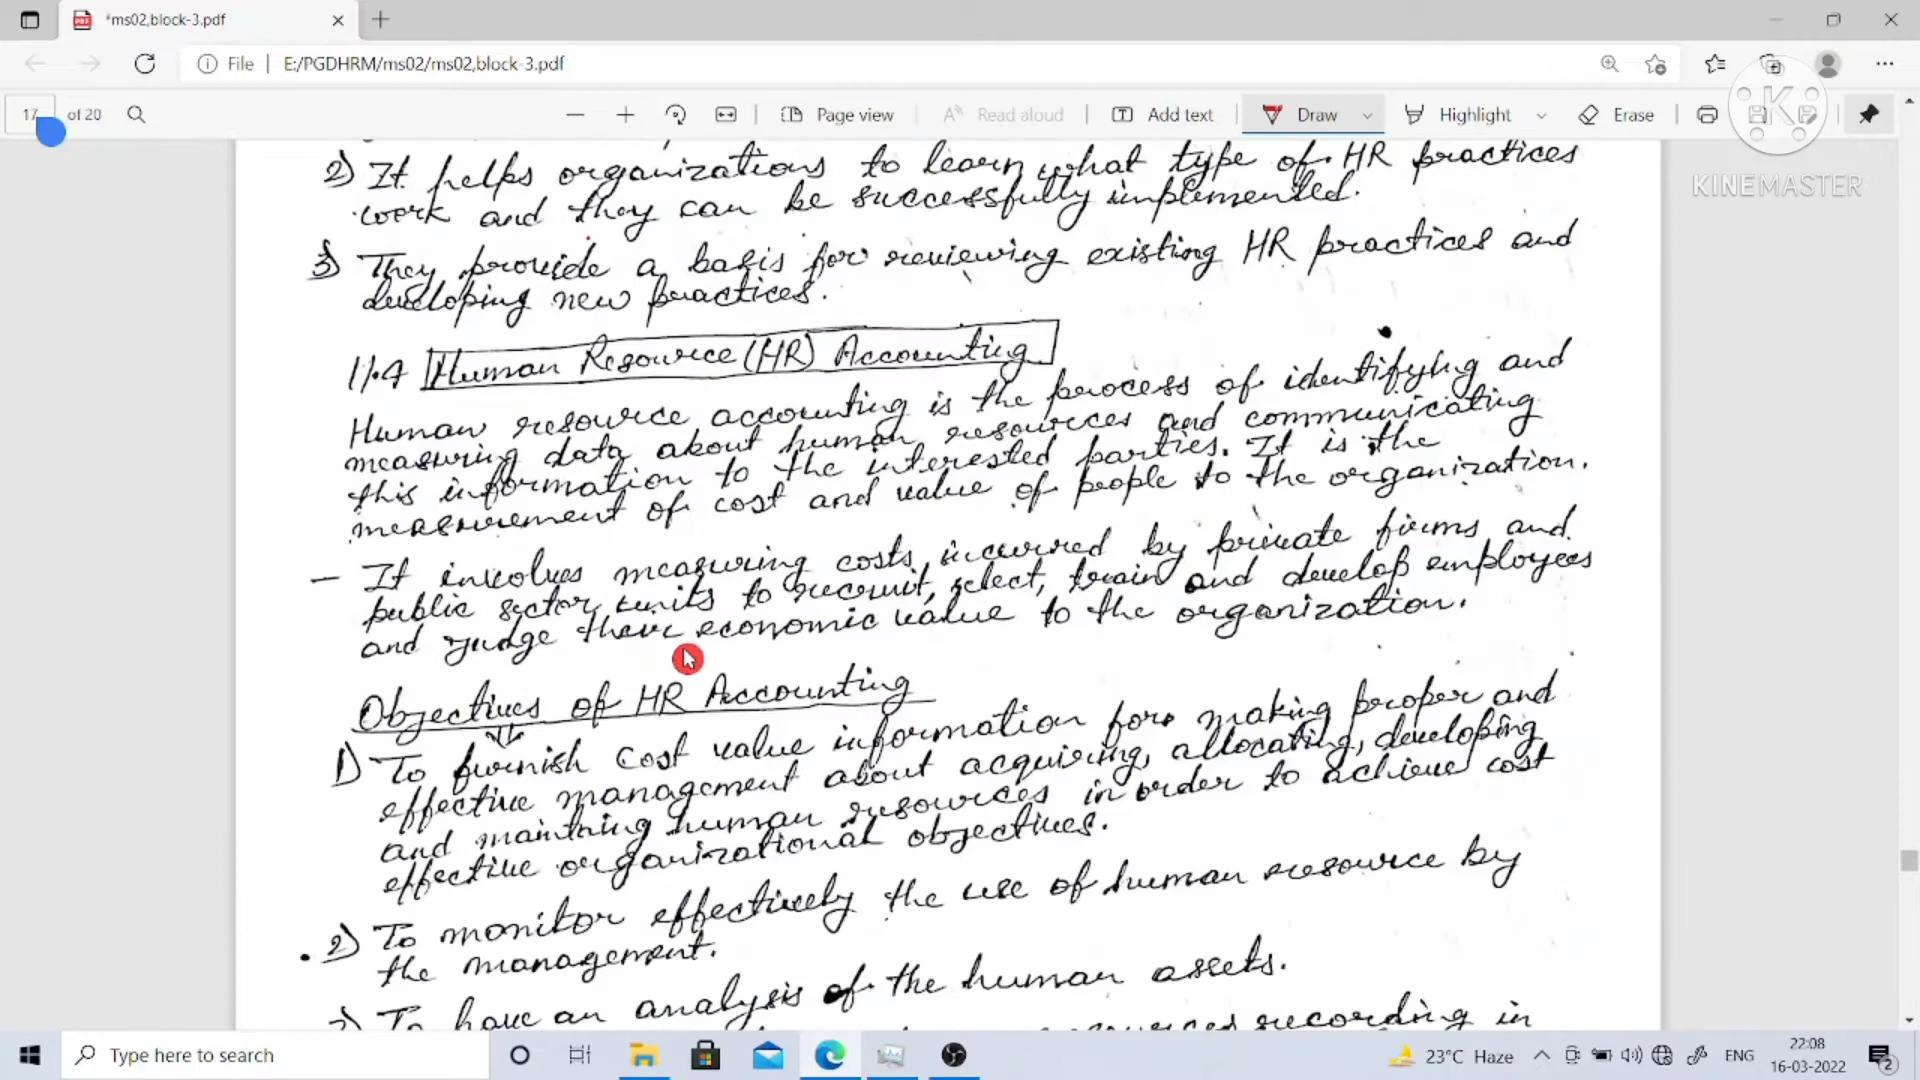 *ms02,block-3.pdf
File E:/PGDHRM/ms02/ms02,block-3.pdf
17 of 20 Page view Read aloud Add text Draw Highlight Erase
K
KINEMASTER
2) It helps organizations to learn what type of HR practices
work and they can be successfully implemented.
3) They provide a basis for reviewing existing HR practices and
developing new practices.
11.4 Human Resource (HR) Accounting
Human resource accounting is the process of identifying and
measuring data about human resources and communicating
this information to the interested parties. It is the
measurement of cost and value of people to the organization.
- It involves measuring costs incurred by private firms and
public sector units to recruit, select, train and develop employees
and judge their economic value to the organization.
Objectives of HR Accounting
1) To furnish cost value information for making proper and
effective management about acquiring, allocating, developing
and maintaing human resources in order to achieve cost
effective organizational objectives.
2) To monitor effectively the use of human resource by
the management.
3) To have an analysis of the human assets.
recording in
Type here to search
23°C Haze ENG 22:08
16-03-2022
2